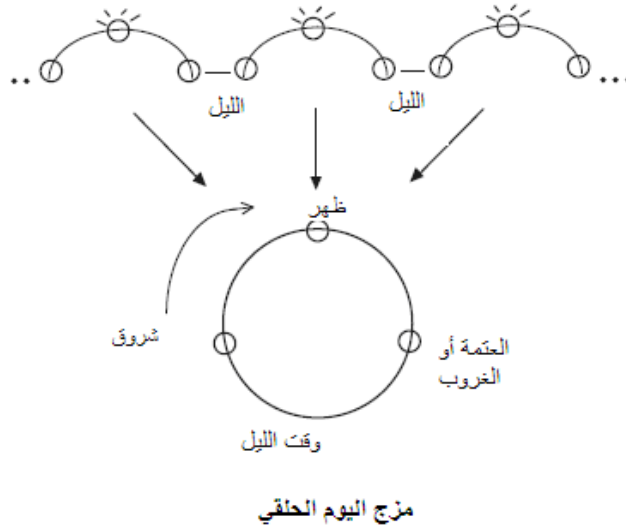 الليل
الليل
ظهر
شروق
العتمة أو
الغروب
وقت الليل
مزج اليوم الحلقي